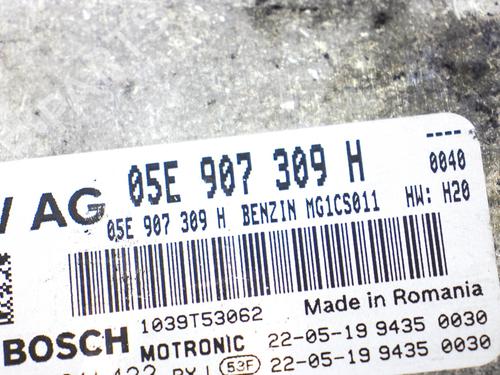 ---- 
VW AG 05E 907 309 H 0040
05E 907 309 H BENZIN MG1CS011 HW: H20
1039T53062 Made in Romania
BOSCH MOTRONIC 22-05-19 9435 0030
53F 22-05-19 9435 0030